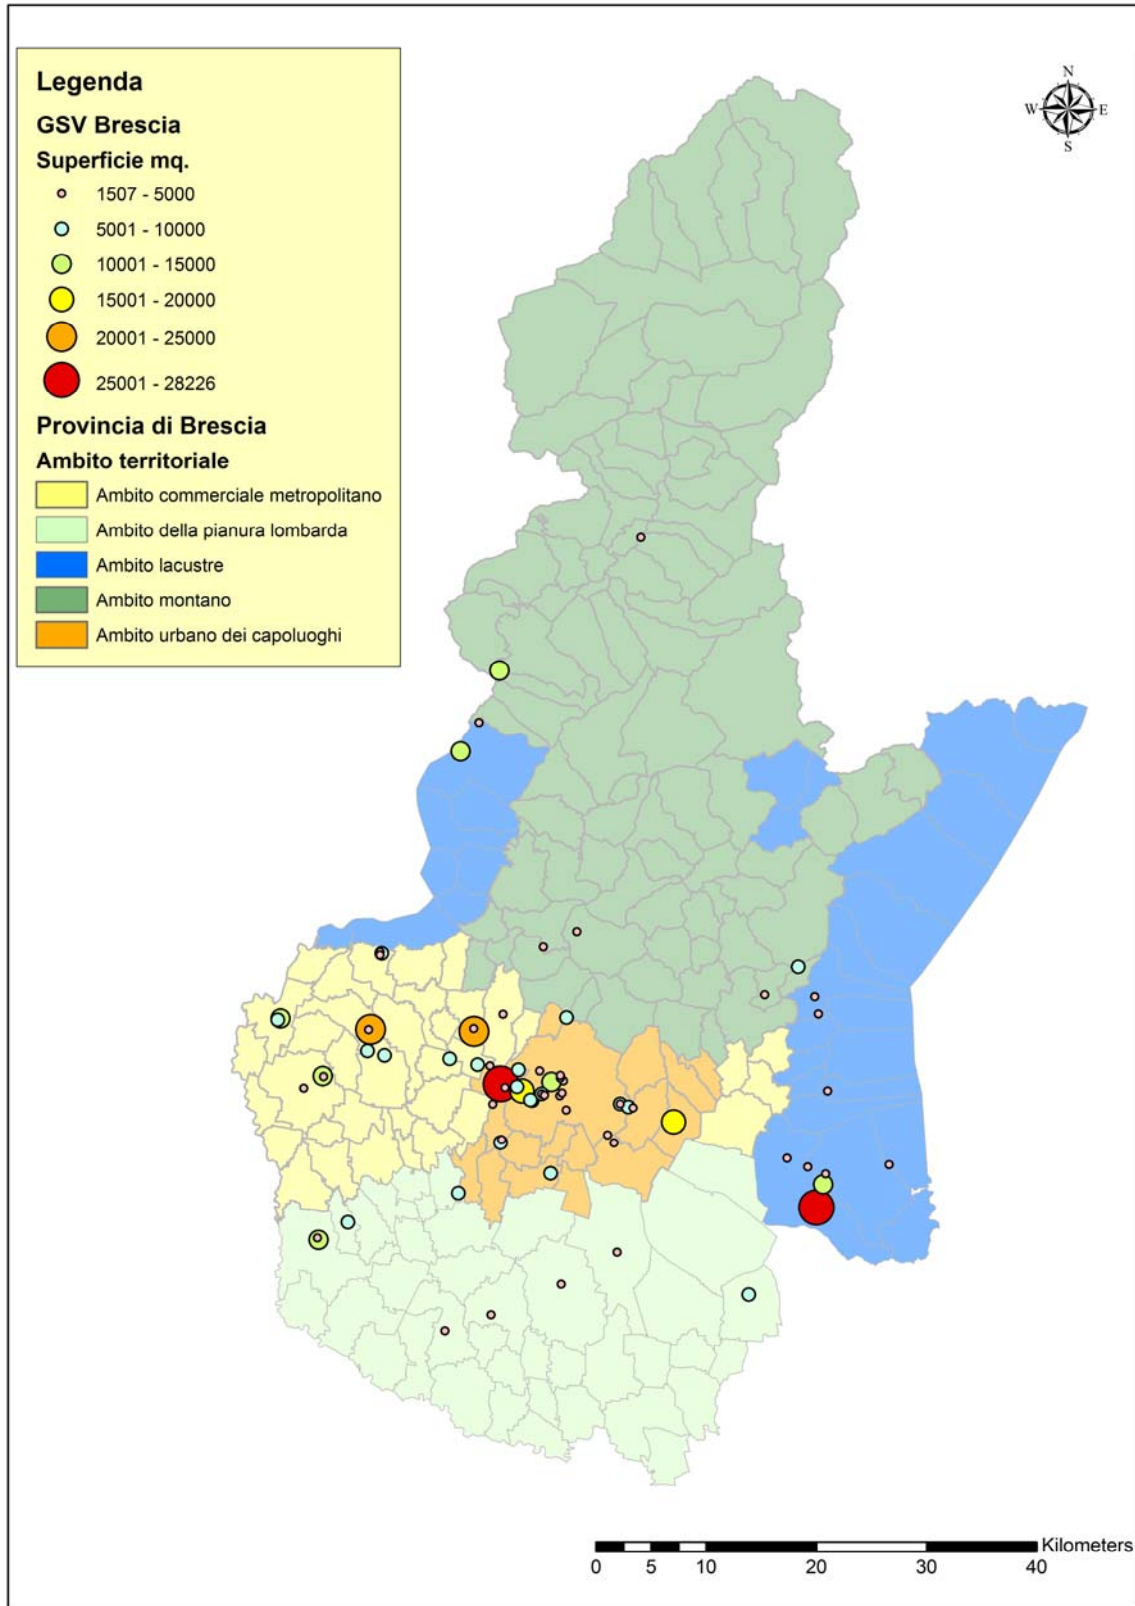 Legenda
GSV Brescia
Superficie mq.
1507 - 5000
5001 - 10000
10001 - 15000
15001 - 20000
20001 - 25000
25001 - 28226
Provincia di Brescia
Ambito territoriale
Ambito commerciale metropolitano
Ambito della pianura lombarda
Ambito lacustre
Ambito montano
Ambito urbano dei capoluoghi
N
W E
S
Kilometers
0 5 10 20 30 40